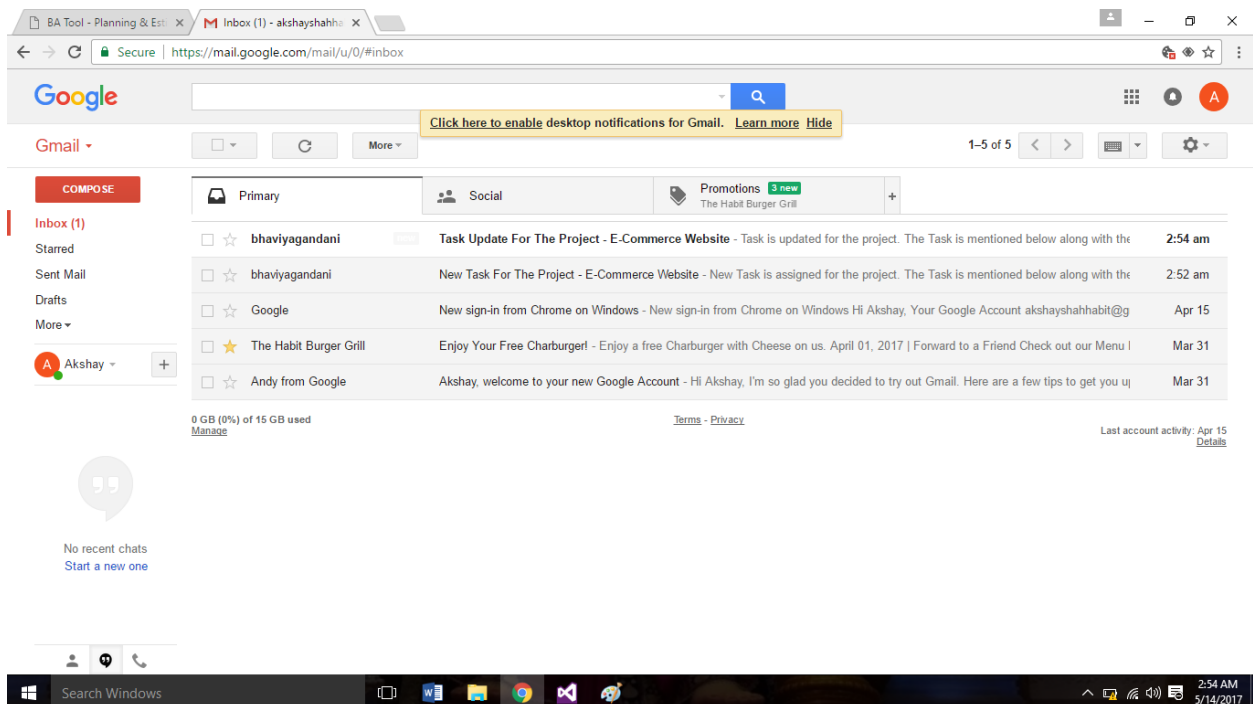 BA Tool - Planning & Esti
Inbox (1) - akshayshahha
Secure https://mail.google.com/mail/u/0/#inbox
Google
A
Click here to enable desktop notifications for Gmail. Learn more Hide
Gmail
More
1–5 of 5
COMPOSE
Primary
Social
Promotions 3 new
The Habit Burger Grill
+
Inbox (1)
Starred
Sent Mail
Drafts
More
A Akshay +
bhaviyagandani Task Update For The Project - E-Commerce Website - Task is updated for the project. The Task is mentioned below along with the 2:54 am
bhaviyagandani New Task For The Project - E-Commerce Website - New Task is assigned for the project. The Task is mentioned below along with the 2:52 am
Google New sign-in from Chrome on Windows - New sign-in from Chrome on Windows Hi Akshay, Your Google Account akshayshahhabit@g Apr 15
The Habit Burger Grill Enjoy Your Free Charburger! - Enjoy a free Charburger with Cheese on us. April 01, 2017 | Forward to a Friend Check out our Menu Mar 31
Andy from Google Akshay, welcome to your new Google Account - Hi Akshay, I'm so glad you decided to try out Gmail. Here are a few tips to get you Mar 31
0 GB (0%) of 15 GB used
Manage
Terms - Privacy
Last account activity: Apr 15
Details
No recent chats
Start a new one
Search Windows
2:54 AM
5/14/2017